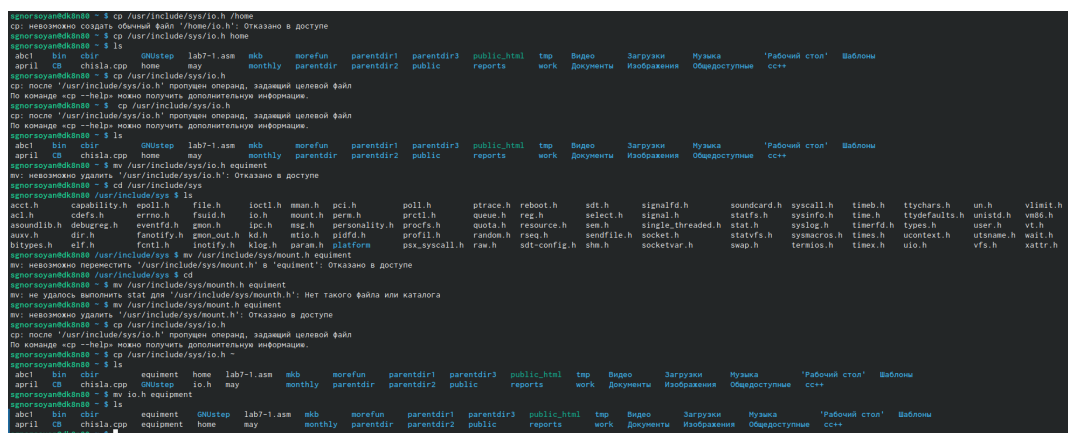 sgnorsoyan@dk8n80 ~ $ cp /usr/include/sys/io.h /home
cp: невозможно создать обычный файл '/home/io.h': Отказано в доступе
sgnorsoyan@dk8n80 ~ $ cp /usr/include/sys/io.h home
sgnorsoyan@dk8n80 ~ $ ls
abc1 bin cbir GNUstep lab7-1.asm mkb morefun parentdir1 parentdir3 public_html tmp Видео Загрузки Музыка 'Рабочий стол' Шаблоны
april CB chisla.cpp home may monthly parentdir parentdir2 public reports work Документы Изображения Общедоступные cc++
sgnorsoyan@dk8n80 ~ $ cp /usr/include/sys/io.h
cp: после '/usr/include/sys/io.h' пропущен операнд, задающий целевой файл
По команде «cp --help» можно получить дополнительную информацию.
sgnorsoyan@dk8n80 ~ $  cp /usr/include/sys/io.h
cp: после '/usr/include/sys/io.h' пропущен операнд, задающий целевой файл
По команде «cp --help» можно получить дополнительную информацию.
sgnorsoyan@dk8n80 ~ $ ls
abc1 bin cbir GNUstep lab7-1.asm mkb morefun parentdir1 parentdir3 public_html tmp Видео Загрузки Музыка 'Рабочий стол' Шаблоны
april CB chisla.cpp home may monthly parentdir parentdir2 public reports work Документы Изображения Общедоступные cc++
sgnorsoyan@dk8n80 ~ $ mv /usr/include/sys/io.h equiment
mv: невозможно удалить '/usr/include/sys/io.h': Отказано в доступе
sgnorsoyan@dk8n80 ~ $ cd /usr/include/sys
sgnorsoyan@dk8n80 /usr/include/sys $ ls
acct.h capability.h epoll.h file.h ioctl.h mman.h pci.h poll.h ptrace.h reboot.h sdt.h signalfd.h soundcard.h syscall.h timeb.h ttychars.h un.h vlimit.h
acl.h cdefs.h errno.h fsuid.h io.h mount.h perm.h prctl.h queue.h reg.h select.h signal.h statfs.h sysinfo.h time.h ttydefaults.h unistd.h vm86.h
asoundlib.h debugreg.h eventfd.h gmon.h ipc.h msg.h personality.h procfs.h quota.h resource.h sem.h single_threaded.h stat.h syslog.h timerfd.h types.h user.h vt.h
auxv.h dir.h fanotify.h gmon_out.h kd.h mtio.h pidfd.h profil.h random.h rseq.h sendfile.h socket.h statvfs.h sysmacros.h times.h ucontext.h utsname.h wait.h
bitypes.h elf.h fcntl.h inotify.h klog.h param.h platform psx_syscall.h raw.h sdt-config.h shm.h socketvar.h swap.h termios.h timex.h uio.h vfs.h xattr.h
sgnorsoyan@dk8n80 /usr/include/sys $ mv /usr/include/sys/mount.h equiment
mv: невозможно переместить '/usr/include/sys/mount.h' в 'equiment': Отказано в доступе
sgnorsoyan@dk8n80 /usr/include/sys $ cd
sgnorsoyan@dk8n80 ~ $ mv /usr/include/sys/mounth.h equiment
mv: не удалось выполнить stat для '/usr/include/sys/mounth.h': Нет такого файла или каталога
sgnorsoyan@dk8n80 ~ $ mv /usr/include/sys/mount.h equiment
mv: невозможно удалить '/usr/include/sys/mount.h': Отказано в доступе
sgnorsoyan@dk8n80 ~ $ cp /usr/include/sys/io.h
cp: после '/usr/include/sys/io.h' пропущен операнд, задающий целевой файл
По команде «cp --help» можно получить дополнительную информацию.
sgnorsoyan@dk8n80 ~ $ cp /usr/include/sys/io.h ~
sgnorsoyan@dk8n80 ~ $ ls
abc1 bin cbir equiment home lab7-1.asm mkb morefun parentdir1 parentdir3 public_html tmp Видео Загрузки Музыка 'Рабочий стол' Шаблоны
april CB chisla.cpp GNUstep io.h may monthly parentdir parentdir2 public reports work Документы Изображения Общедоступные cc++
sgnorsoyan@dk8n80 ~ $ mv io.h equipment
sgnorsoyan@dk8n80 ~ $ ls
abc1 bin cbir equiment GNUstep lab7-1.asm mkb morefun parentdir1 parentdir3 public_html tmp Видео Загрузки Музыка 'Рабочий стол' Шаблоны
april CB chisla.cpp equipment home may monthly parentdir parentdir2 public reports work Документы Изображения Общедоступные cc++